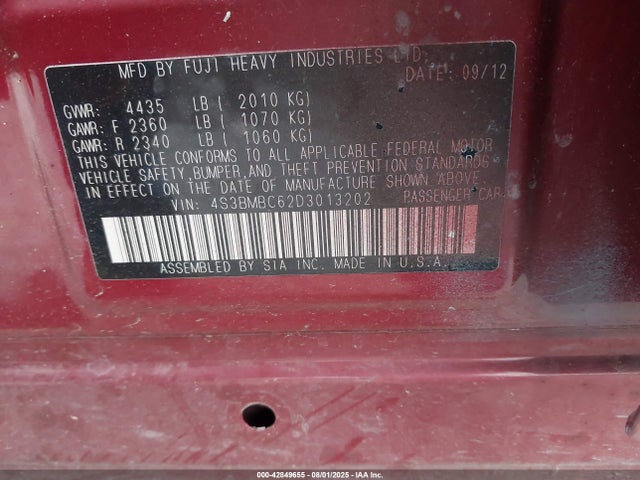 MFD BY FUJI HEAVY INDUSTRIES LTD.
DATE: 09/12
GVWR: 4435 LB ( 2010 KG)
GAWR: F 2360 LB ( 1070 KG)
GAWR: R 2340 LB ( 1060 KG)
THIS VEHICLE CONFORMS TO ALL APPLICABLE FEDERAL MOTOR
VEHICLE SAFETY, BUMPER, AND THEFT PREVENTION STANDARDS
IN EFFECT ON THE DATE OF MANUFACTURE SHOWN ABOVE
VIN: 4S3BMBC62D3013202 PASSENGER CAR
ASSEMBLED BY SIA INC. MADE IN U.S.A.
000-42849655 - 08/01/2025 - Copyright © 2025 - IAA Inc.